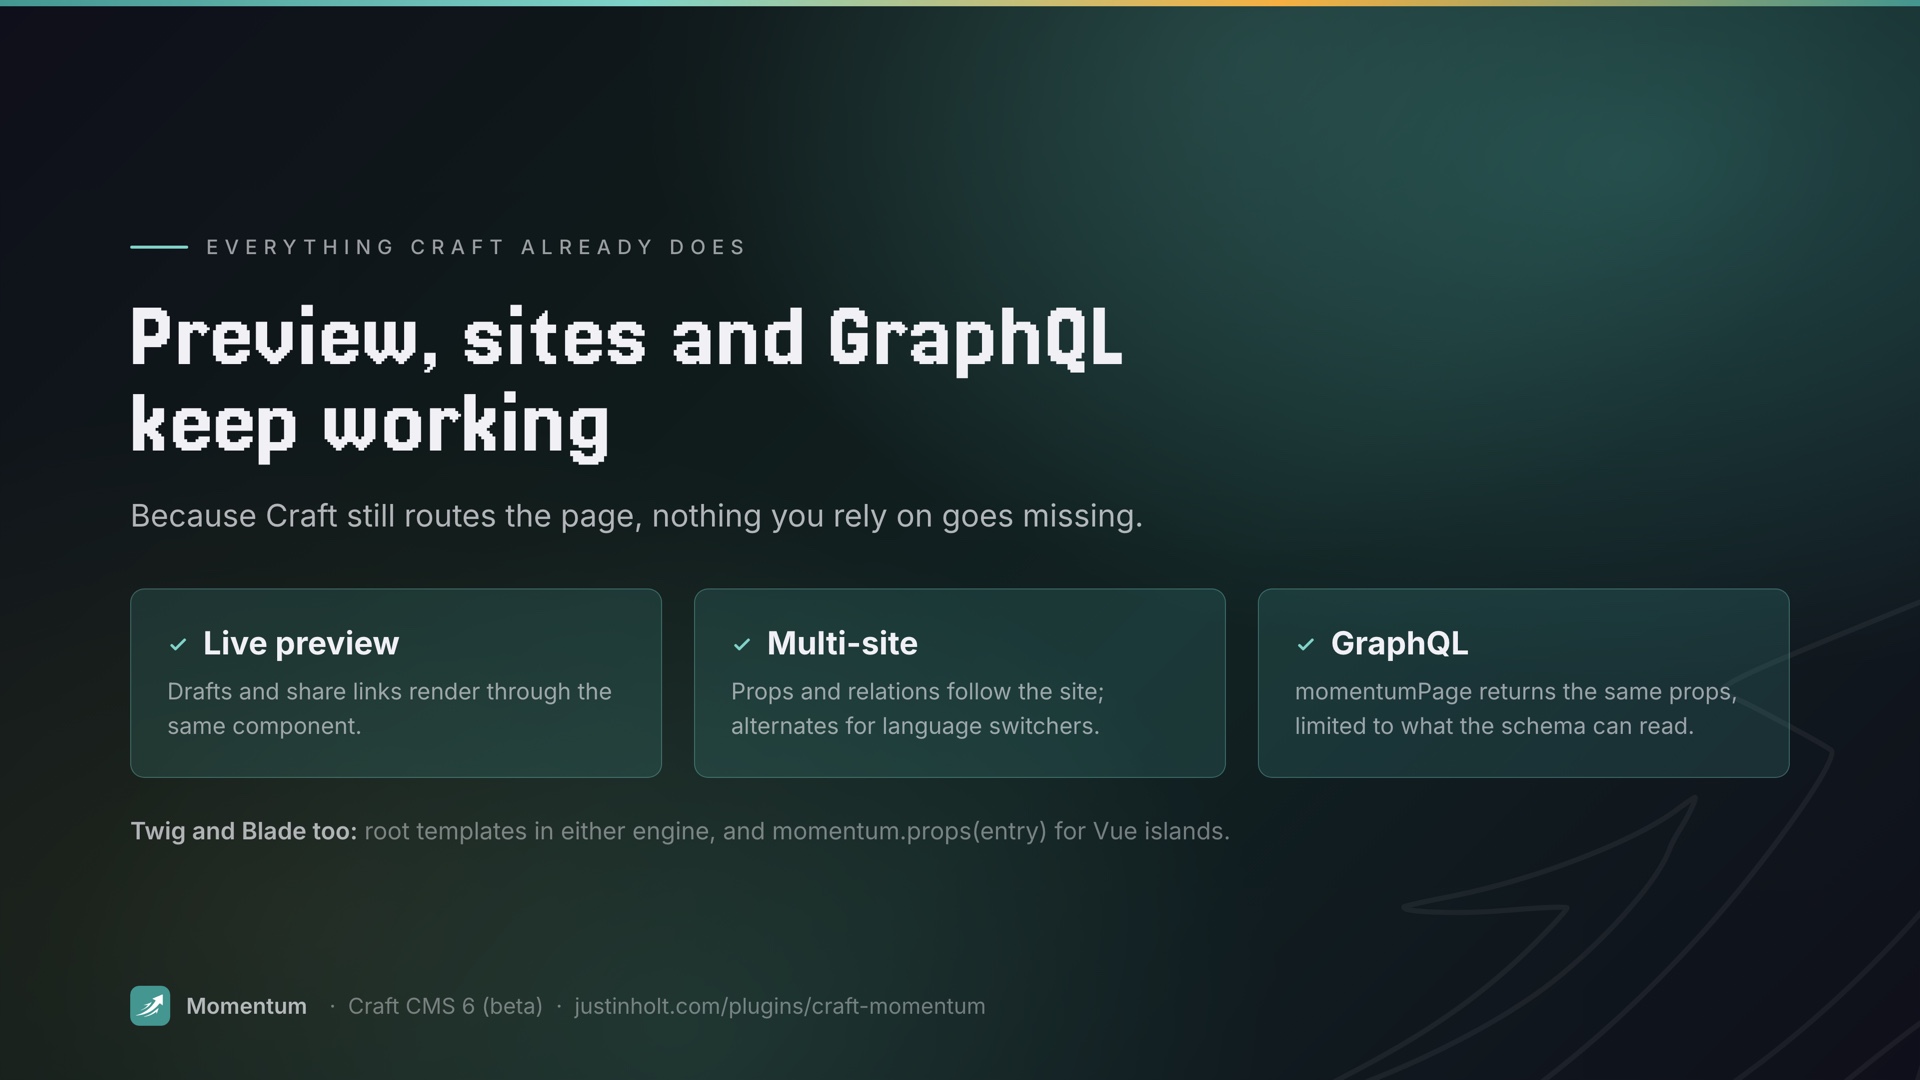 EVERYTHING CRAFT ALREADY DOES
Preview, sites and GraphQL
keep working
Because Craft still routes the page, nothing you rely on goes missing.
Live preview
Drafts and share links render through the
same component.
Multi-site
Props and relations follow the site;
alternates for language switchers.
GraphQL
momentumPage returns the same props,
limited to what the schema can read.
Twig and Blade too: root templates in either engine, and momentum.props(entry) for Vue islands.
Momentum · Craft CMS 6 (beta) · justinholt.com/plugins/craft-momentum